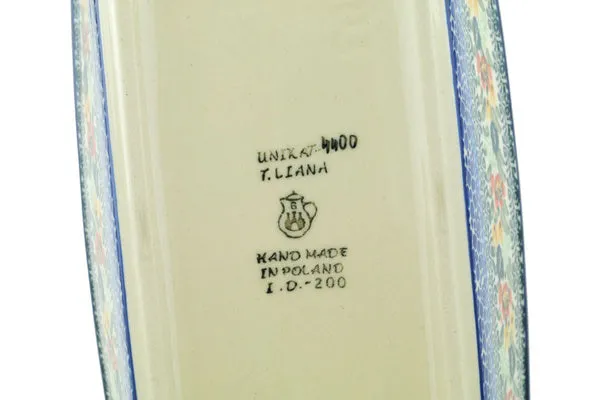 UNIKAT-4400
T. LIANA
HAND MADE
IN POLAND
I.D.-200